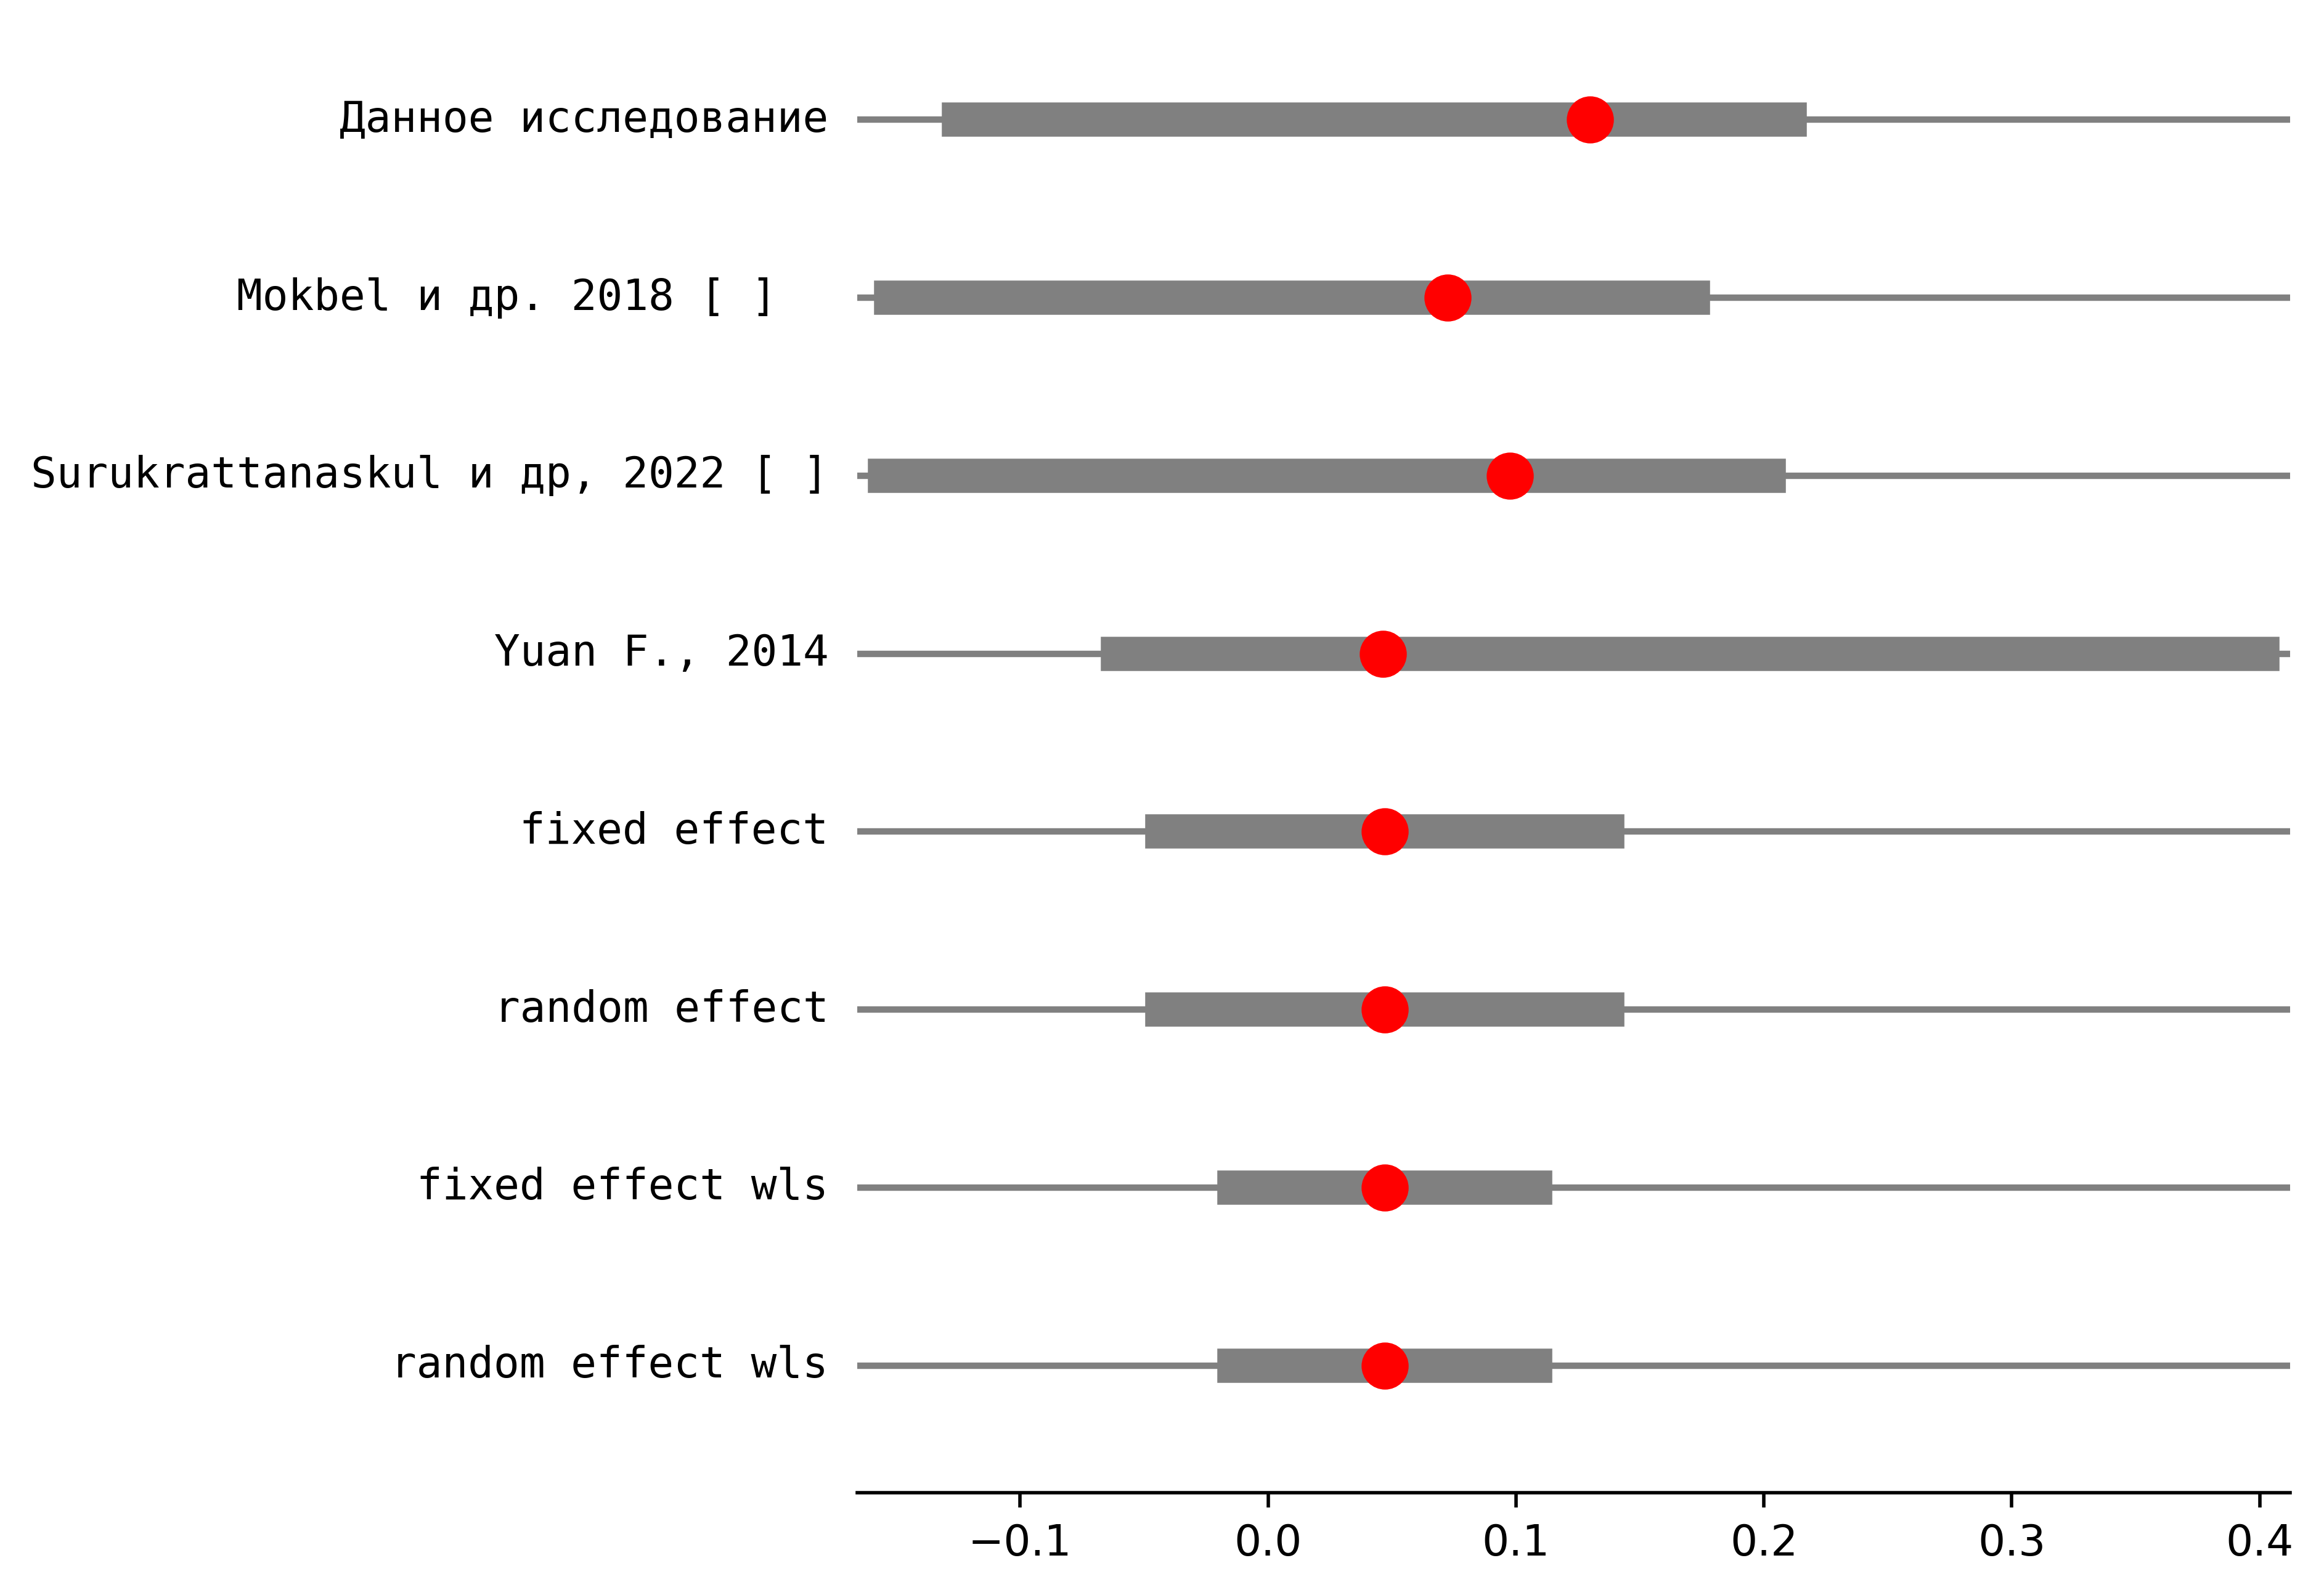 Данное исследование
Mokbel и др. 2018 [ ]
Surukrattanaskul и др, 2022 [ ]
Yuan F., 2014
fixed effect
random effect
fixed effect wls
random effect wls
−0.1 0.0 0.1 0.2 0.3 0.4